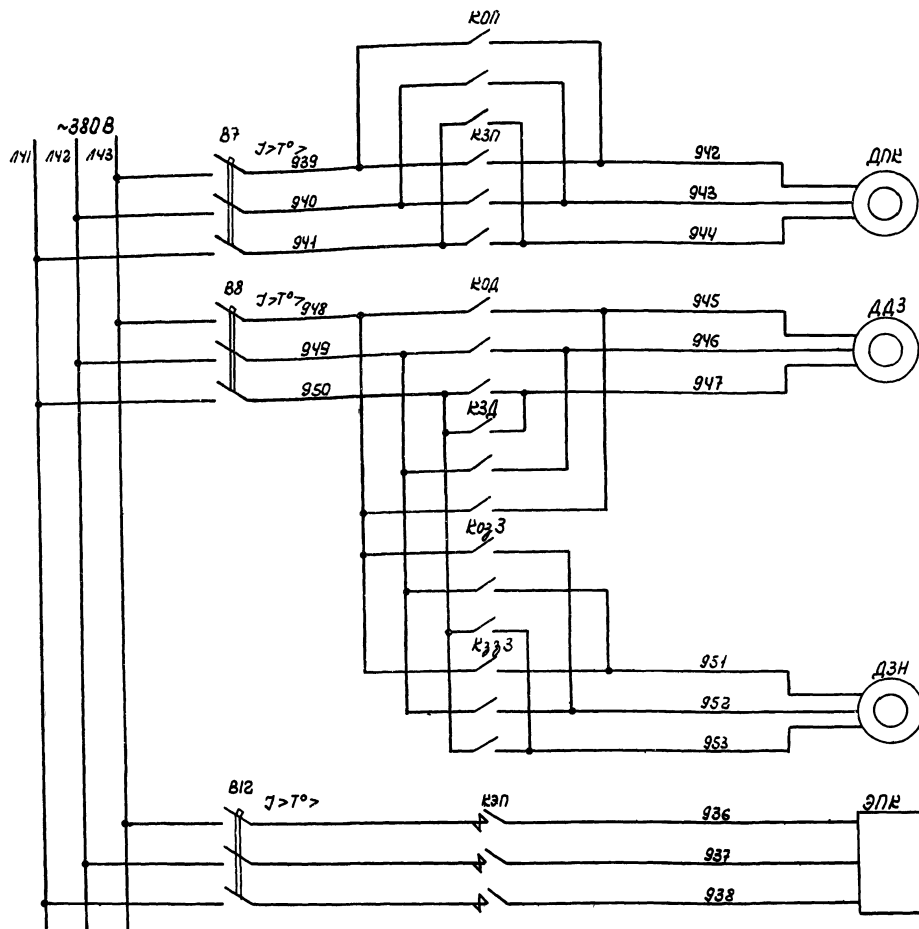 КОП
~380 В
Л41 Л42 Л43
В7
J>T°>
939
КЗП
942
ДПК
940
943
941
944
В8
J>T°>
948
КОД
945
ДДЗ
949
946
950
947
КЗД
КозЗ
КззЗ
951
ДЗН
952
953
В12
J>T°>
КЭП
936
ЭПК
937
938